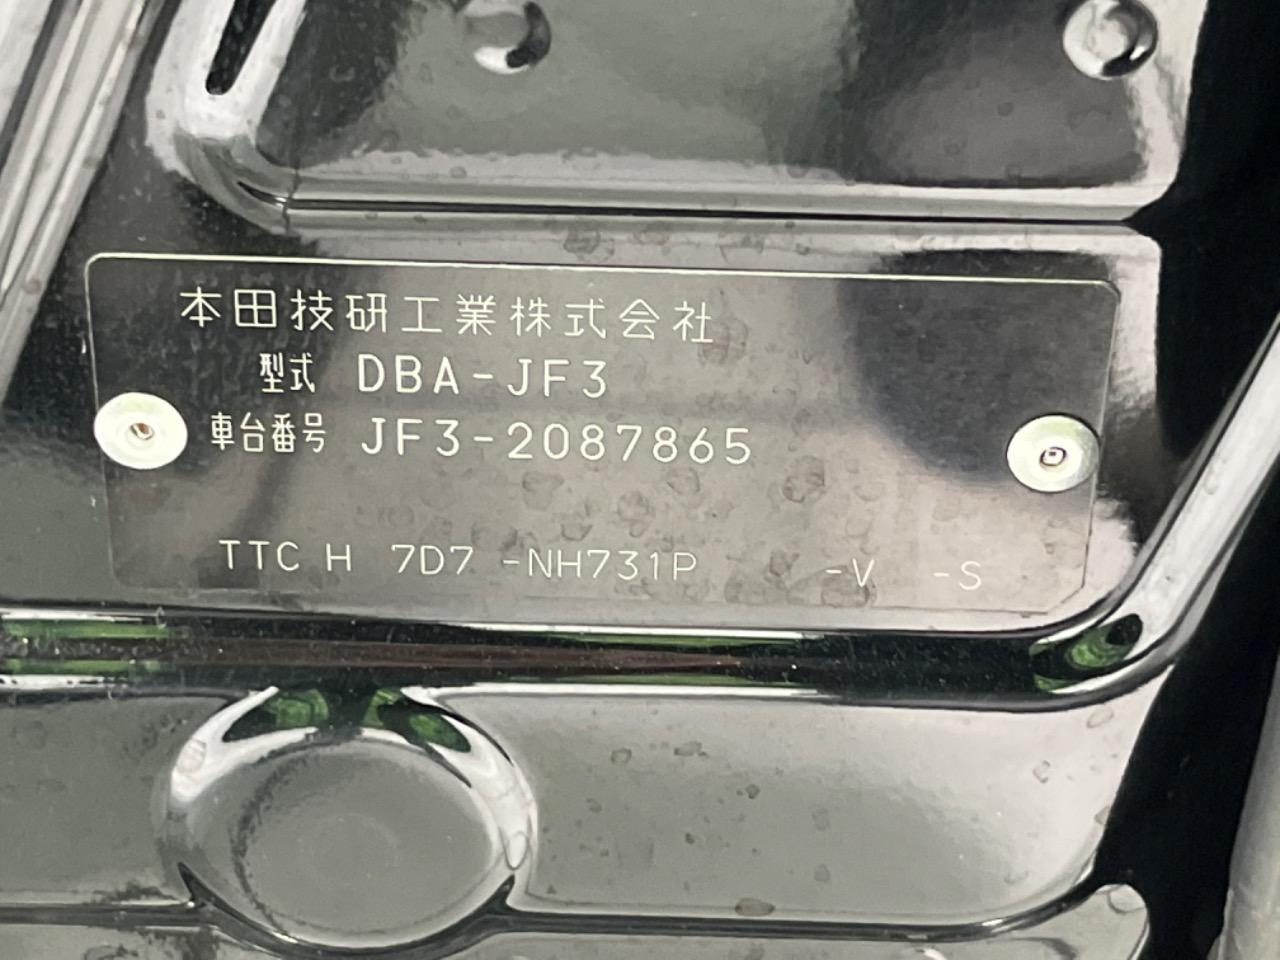 本田技研工業株式会社
型式 DBA-JF3
車台番号 JF3-2087865
TTC H 7D7 -NH731P -V -S